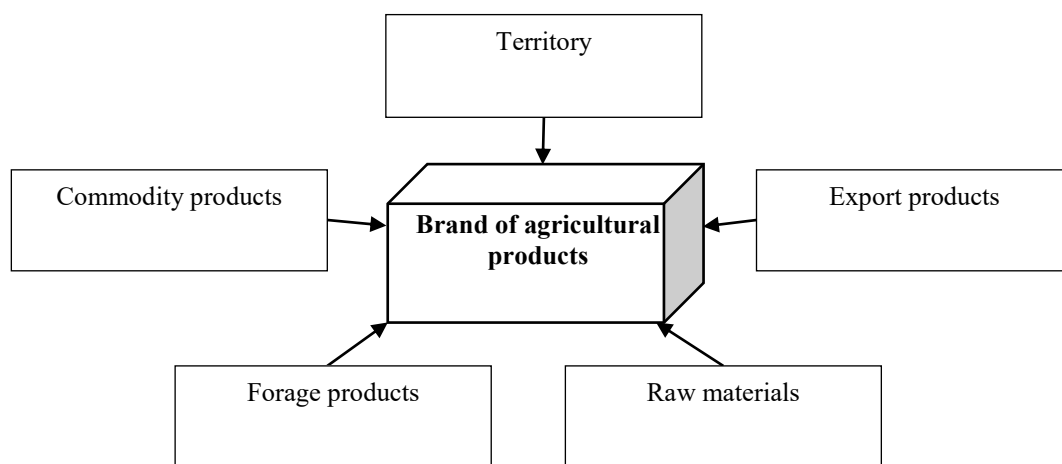 Territory
Commodity products
Export products
Brand of agricultural
products
Forage products
Raw materials